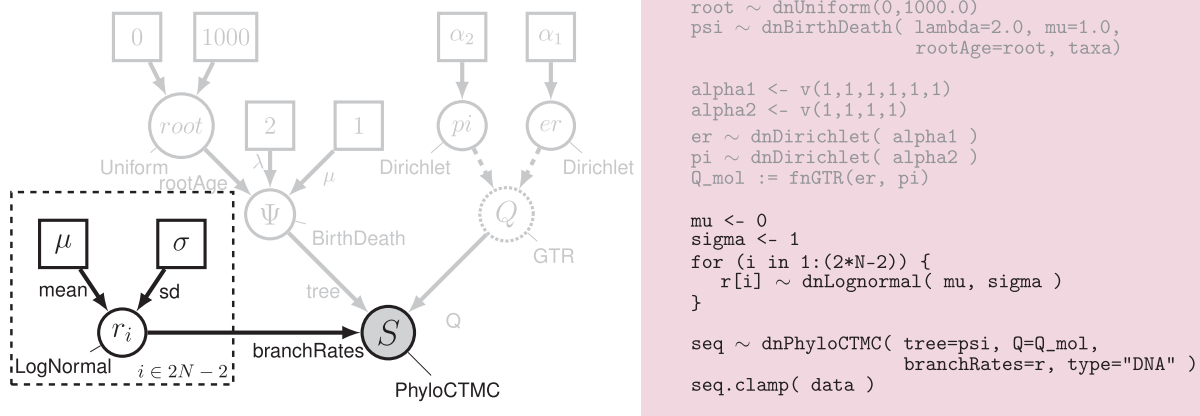 0
1000
α₂
α₁
root
2
1
pi
er
Uniform
rootAge
λ
μ
Dirichlet
Dirichlet
Ψ
Q
BirthDeath
GTR
μ
σ
mean
sd
tree
Q
rᵢ
S
LogNormal
branchRates
i ∈ 2N − 2
PhyloCTMC
root ∼ dnUniform(0,1000.0)
psi ∼ dnBirthDeath( lambda=2.0, mu=1.0,
rootAge=root, taxa)
alpha1 <- v(1,1,1,1,1,1)
alpha2 <- v(1,1,1,1)
er ∼ dnDirichlet( alpha1 )
pi ∼ dnDirichlet( alpha2 )
Q_mol := fnGTR(er, pi)
mu <- 0
sigma <- 1
for (i in 1:(2*N-2)) {
r[i] ∼ dnLognormal( mu, sigma )
}
seq ∼ dnPhyloCTMC( tree=psi, Q=Q_mol,
branchRates=r, type="DNA" )
seq.clamp( data )